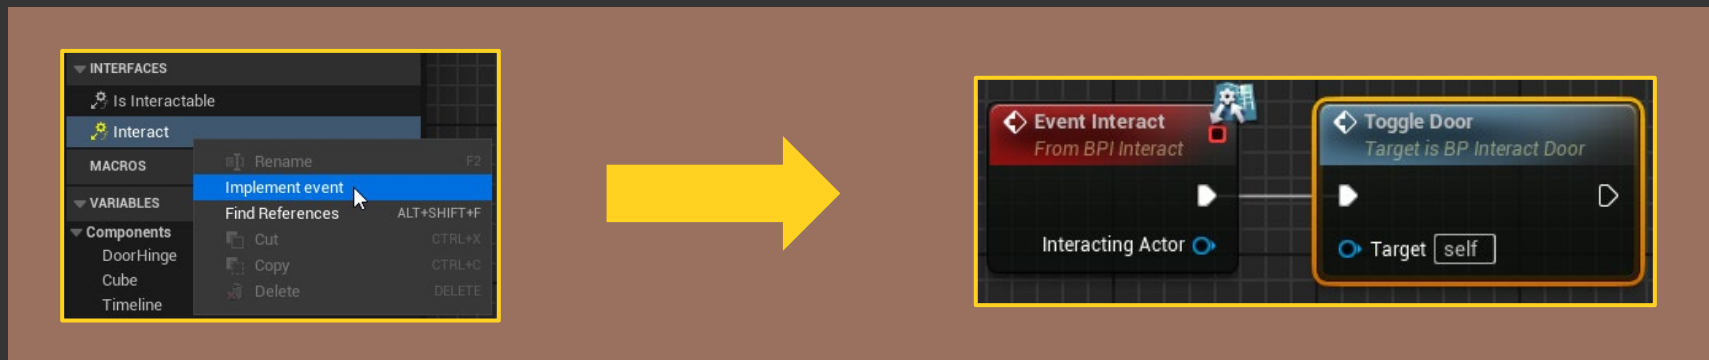 INTERFACES
Is Interactable
Interact
MACROS
VARIABLES
Components
DoorHinge
Cube
Timeline
Rename F2
Implement event
Find References ALT+SHIFT+F
Cut CTRL+X
Copy CTRL+C
Delete DELETE
Event Interact
From BPI Interact
Interacting Actor
Toggle Door
Target is BP Interact Door
Target self